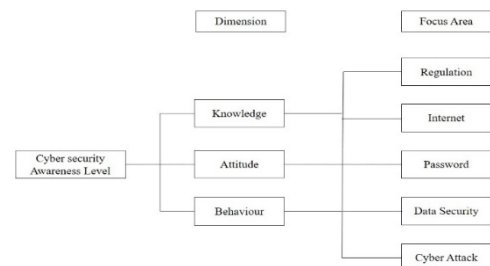 Dimension
Focus Area
Regulation
Knowledge
Internet
Cyber security
Awareness Level
Attitude
Password
Behaviour
Data Security
Cyber Attack